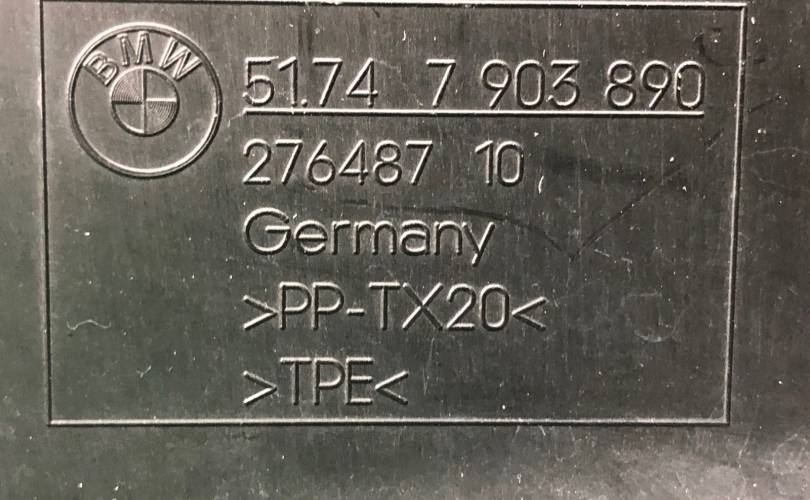 BMW
51.74 7 903 890
276487 10
Germany
>PP-TX20<
>TPE<